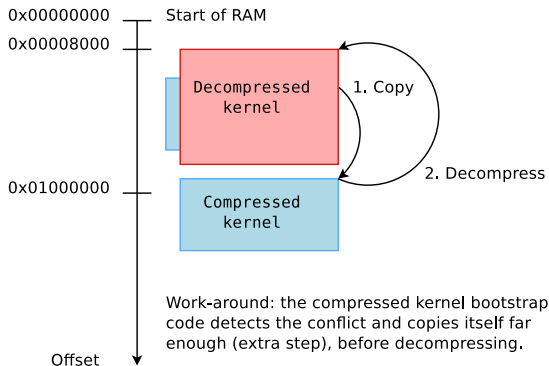 0x00000000 Start of RAM
0x00008000
Decompressed
kernel
1. Copy
2. Decompress
0x01000000
Compressed
kernel
Work-around: the compressed kernel bootstrap
code detects the conflict and copies itself far
enough (extra step), before decompressing.
Offset